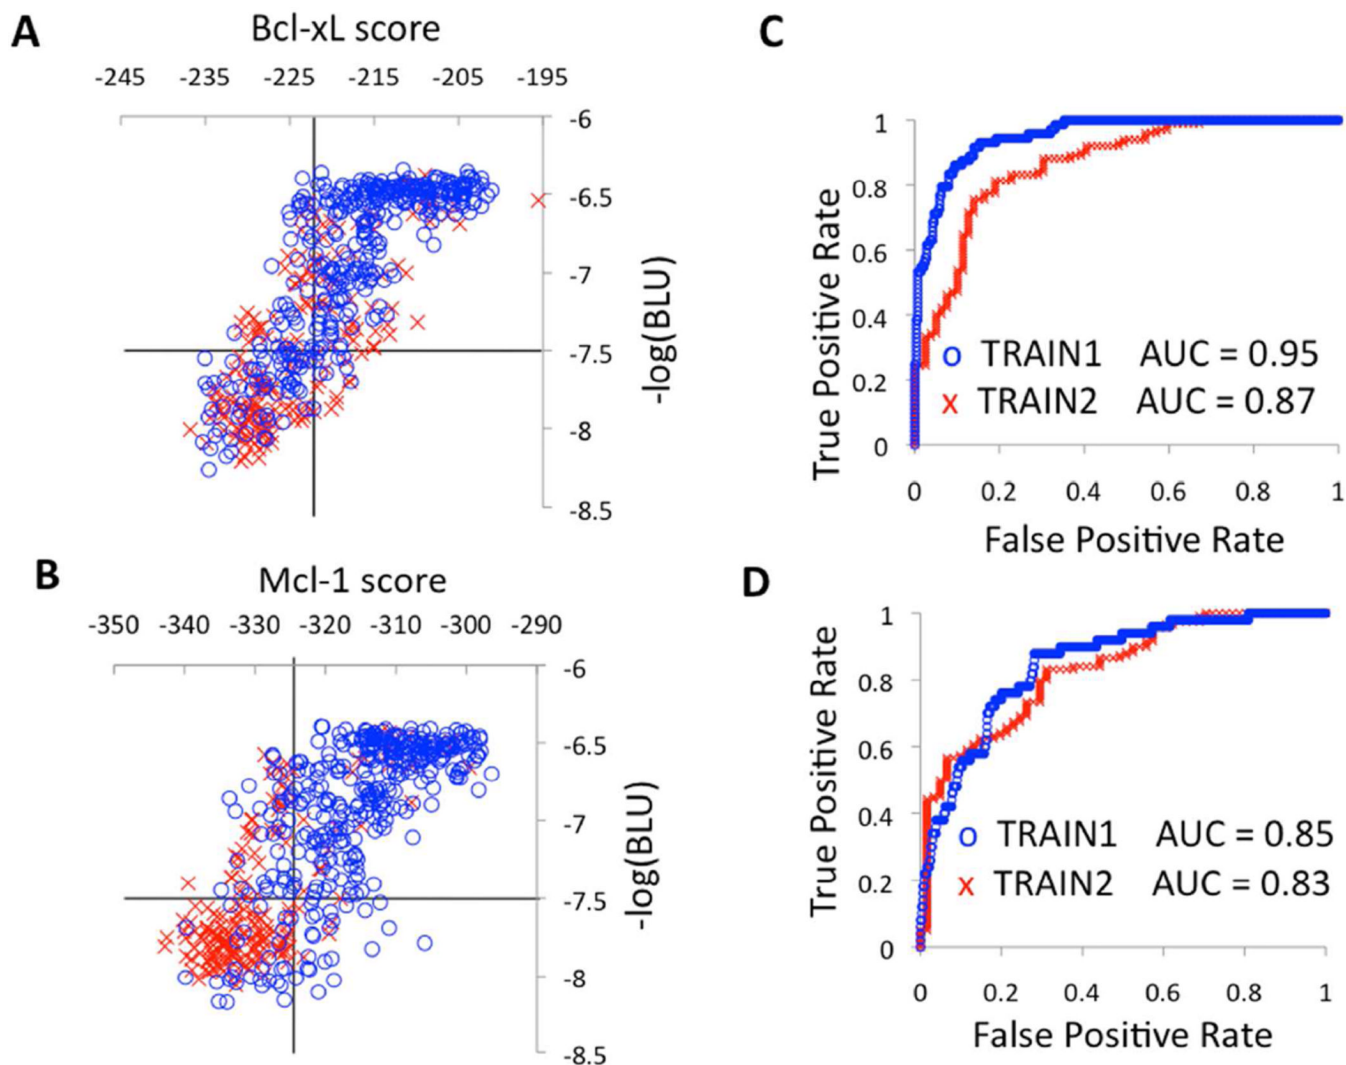 A
Bcl-xL score
-245 -235 -225 -215 -205 -195
-6
-6.5
-7
-7.5
-8
-8.5
-log(BLU)
B
Mcl-1 score
-350 -340 -330 -320 -310 -300 -290
-6
-6.5
-7
-7.5
-8
-8.5
-log(BLU)
C
True Positive Rate
1
0.8
0.6
0.4
0.2
0
o TRAIN1 AUC = 0.95
x TRAIN2 AUC = 0.87
0 0.2 0.4 0.6 0.8 1
False Positive Rate
D
True Positive Rate
1
0.8
0.6
0.4
0.2
0
o TRAIN1 AUC = 0.85
x TRAIN2 AUC = 0.83
0 0.2 0.4 0.6 0.8 1
False Positive Rate